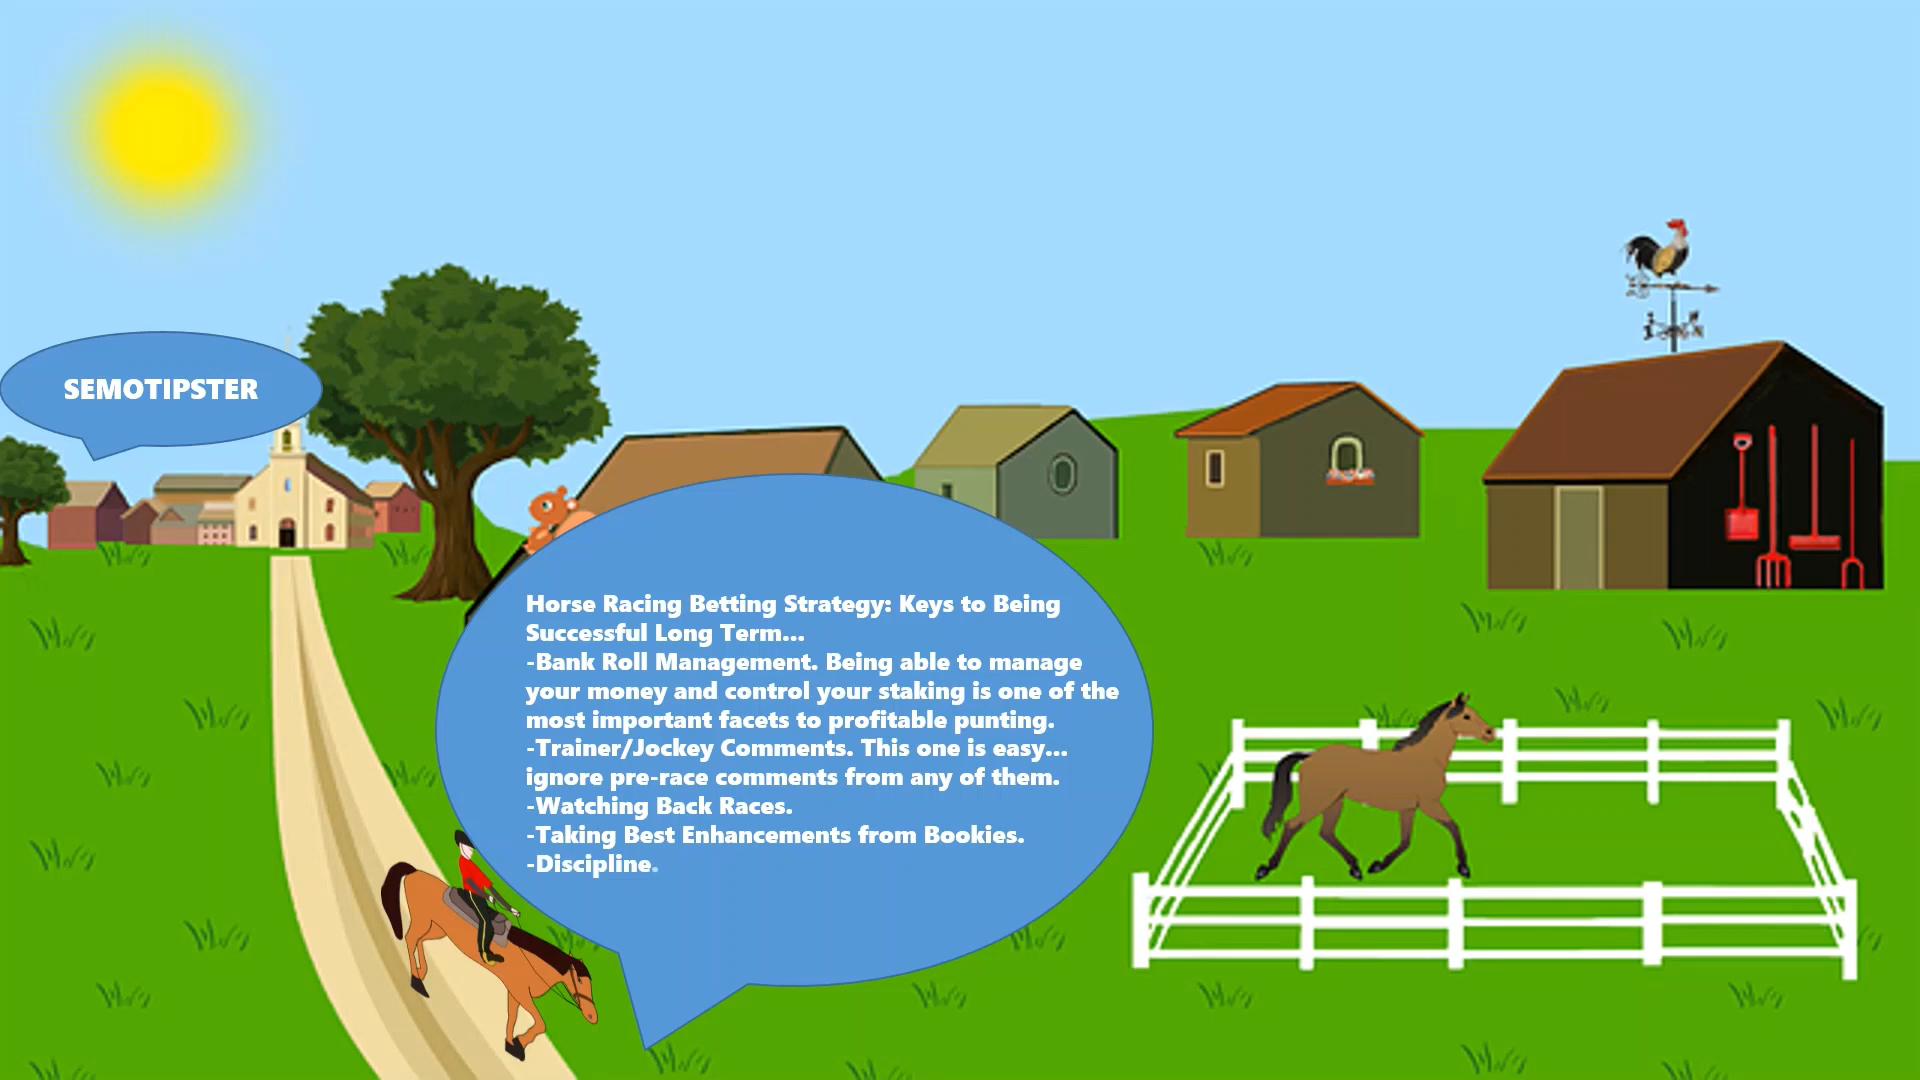 SEMOTIPSTER
Horse Racing Betting Strategy: Keys to Being
Successful Long Term...
-Bank Roll Management. Being able to manage
your money and control your staking is one of the
most important facets to profitable punting.
-Trainer/Jockey Comments. This one is easy...
ignore pre-race comments from any of them.
-Watching Back Races.
-Taking Best Enhancements from Bookies.
-Discipline.